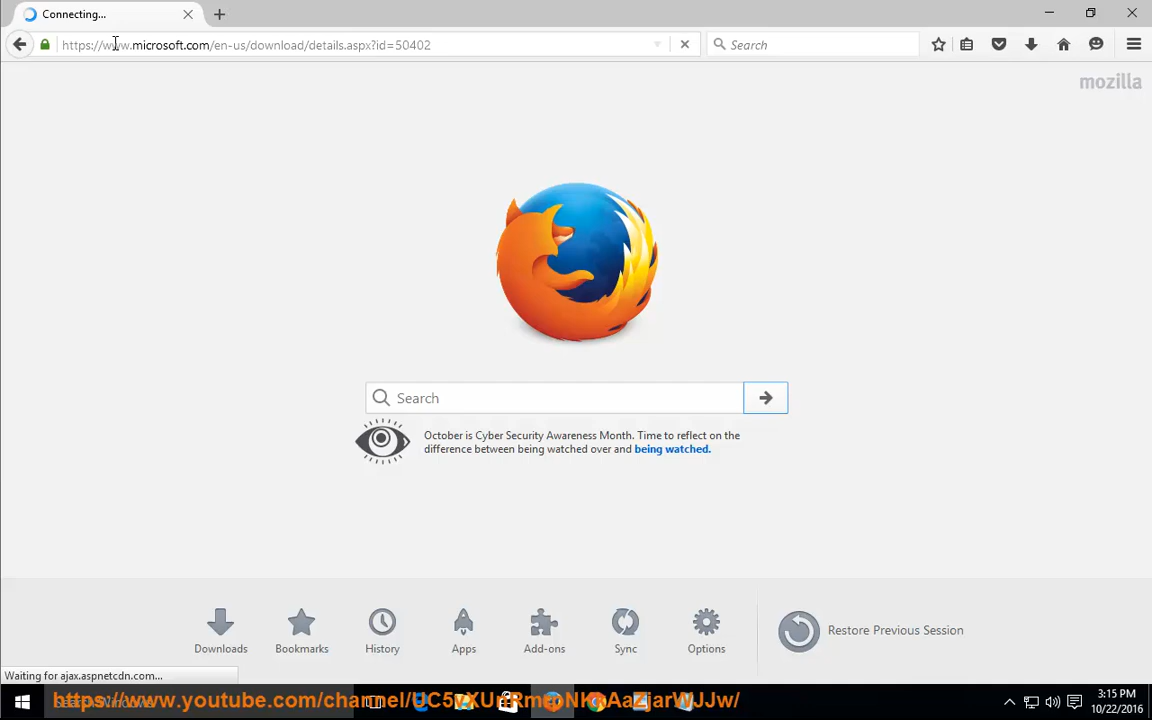 Connecting...
https://www.microsoft.com/en-us/download/details.aspx?id=50402
Search
mozilla
Search
October is Cyber Security Awareness Month. Time to reflect on the
difference between being watched over and being watched.
Downloads
Bookmarks
History
Apps
Add-ons
Sync
Options
Restore Previous Session
Waiting for ajax.aspnetcdn.com...
Search Windows
3:15 PM
10/22/2016